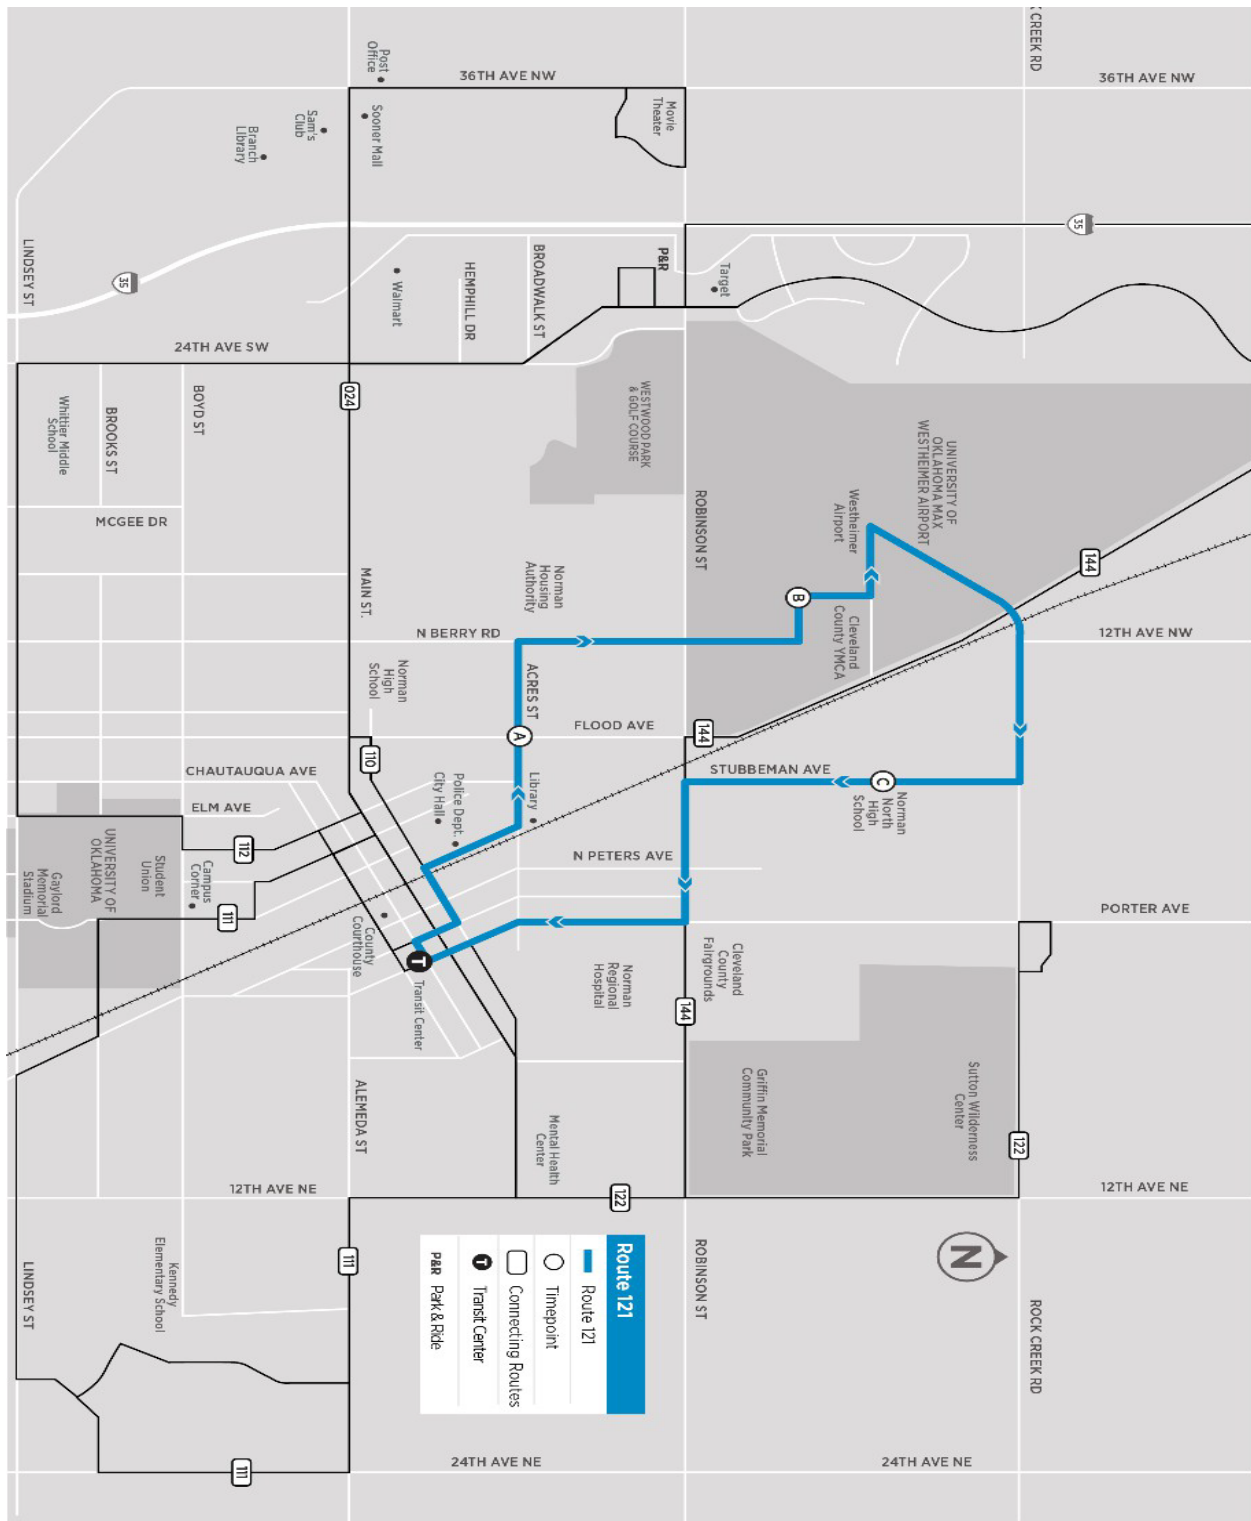 CREEK RD
36TH AVE NW
36TH AVE NW
Post
Office
Sooner Mall
Sam's
Club
Branch
Library
Movie
Theater
35
35
LINDSEY ST
HEMPHILL DR
BROADWALK ST
P&R
Target
Walmart
24TH AVE SW
024
BOYD ST
BROOKS ST
Whittier Middle
School
MCGEE DR
WESTWOOD PARK
& GOLF COURSE
ROBINSON ST
UNIVERSITY OF
OKLAHOMA MAX
WESTHEIMER AIRPORT
Westheimer
Airport
144
MAIN ST.
Norman
Housing
Authority
N BERRY RD
B
Cleveland
County YMCA
12TH AVE NW
Norman
High
School
ACRES ST
A
FLOOD AVE
144
110
CHAUTAUQUA AVE
STUBBEMAN AVE
C
Norman
North
High
School
ELM AVE
Police Dept.
City Hall
Library
112
N PETERS AVE
UNIVERSITY OF
OKLAHOMA
Student
Union
Campus
Corner
Gaylord
Memorial
Stadium
111
County
Courthouse
PORTER AVE
T
Transit Center
Norman
Regional
Hospital
Cleveland
County
Fairgrounds
144
Griffin Memorial
Community Park
Sutton Wilderness
Center
ALEMEDA ST
Mental Health
Center
122
12TH AVE NE
122
12TH AVE NE
Kennedy
Elementary School
111
LINDSEY ST
ROBINSON ST
N
ROCK CREEK RD
Route 121
Route 121
Timepoint
Connecting Routes
T Transit Center
P&R Park & Ride
111
24TH AVE NE
24TH AVE NE